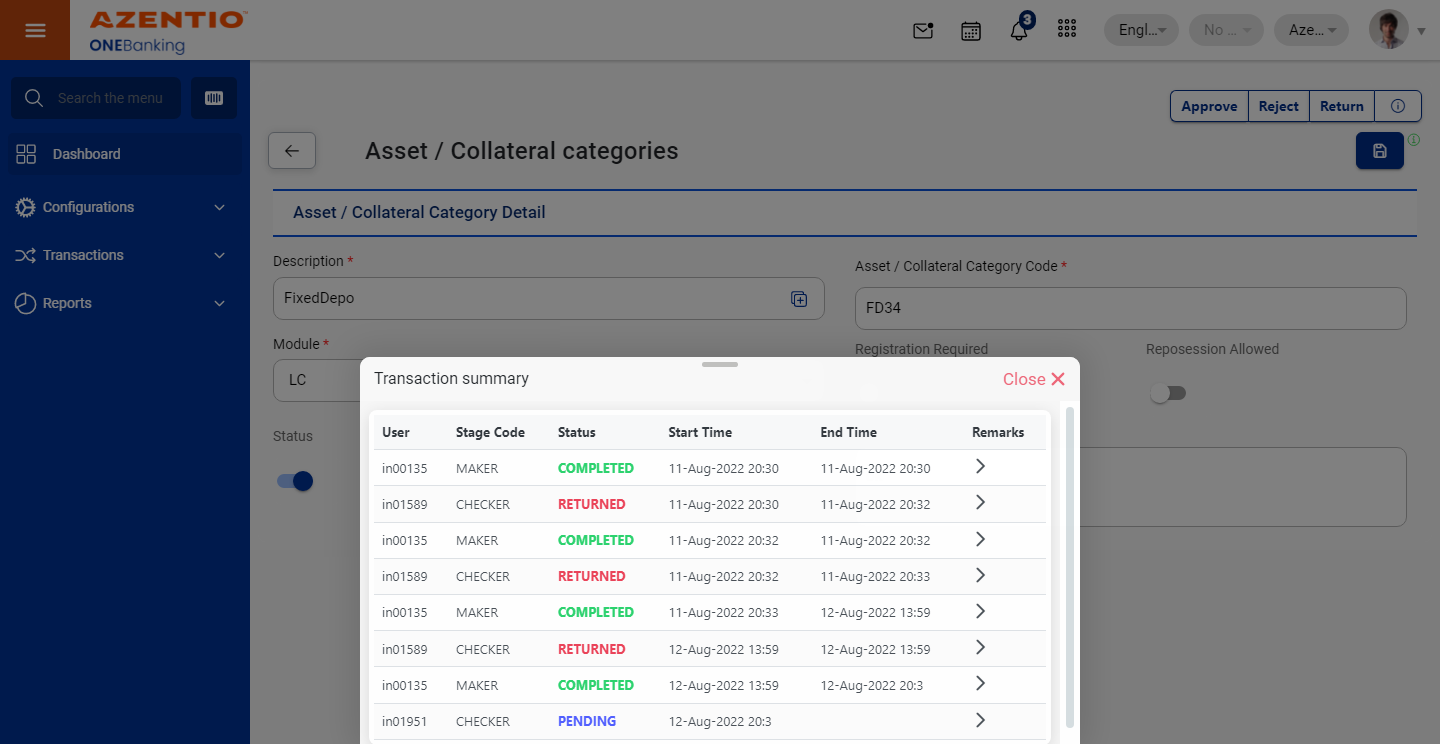 AZENTIO™
ONEBanking
3
Engl...
No ...
Aze...
Search the menu
Dashboard
Configurations
Transactions
Reports
Approve Reject Return
Asset / Collateral categories
Asset / Collateral Category Detail
Description *
Asset / Collateral Category Code *
FixedDepo
FD34
Module *
Registration Required
Reposession Allowed
LC
Status
Transaction summary
Close
User Stage Code Status Start Time End Time Remarks
in00135 MAKER COMPLETED 11-Aug-2022 20:30 11-Aug-2022 20:30
in01589 CHECKER RETURNED 11-Aug-2022 20:30 11-Aug-2022 20:32
in00135 MAKER COMPLETED 11-Aug-2022 20:32 11-Aug-2022 20:32
in01589 CHECKER RETURNED 11-Aug-2022 20:32 11-Aug-2022 20:33
in00135 MAKER COMPLETED 11-Aug-2022 20:33 12-Aug-2022 13:59
in01589 CHECKER RETURNED 12-Aug-2022 13:59 12-Aug-2022 13:59
in00135 MAKER COMPLETED 12-Aug-2022 13:59 12-Aug-2022 20:3
in01951 CHECKER PENDING 12-Aug-2022 20:3